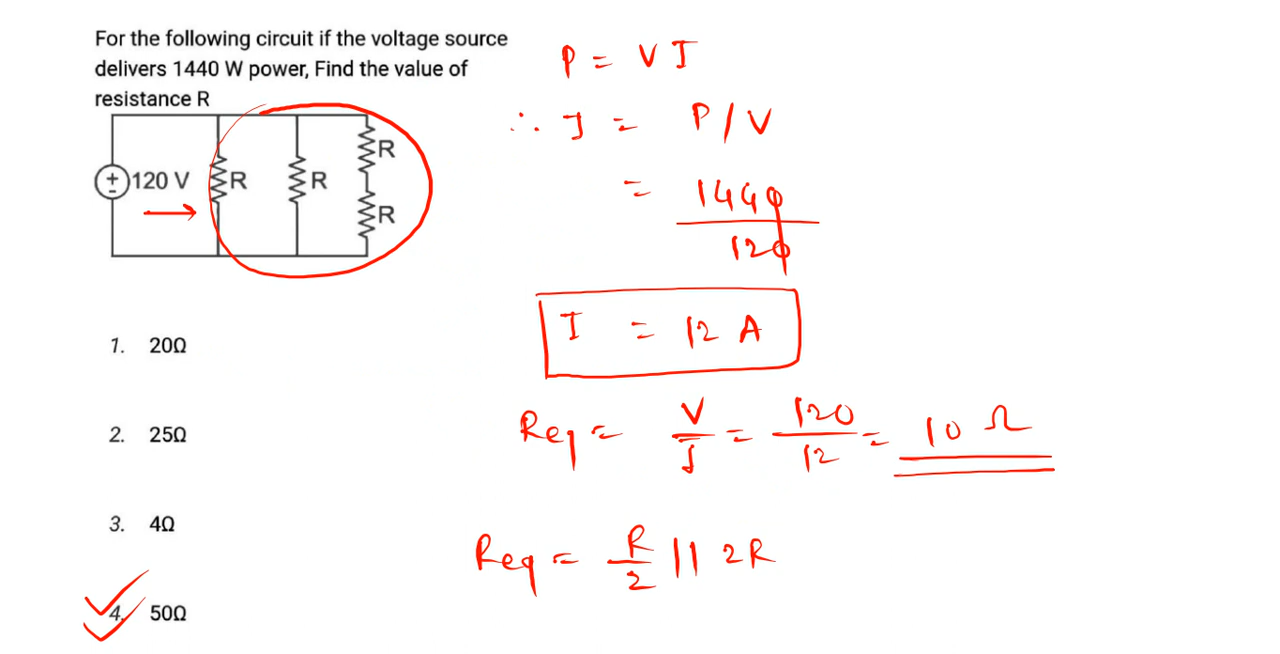 For the following circuit if the voltage source
delivers 1440 W power, Find the value of
resistance R
+ 120 V R R R
R
1. 20Ω
2. 25Ω
3. 4Ω
4. 50Ω
P = VI
∴ I = P/V
= 1440
120
I = 12 A
Req = V/I = 120/12 = 10 Ω
Req = R/2 || 2R